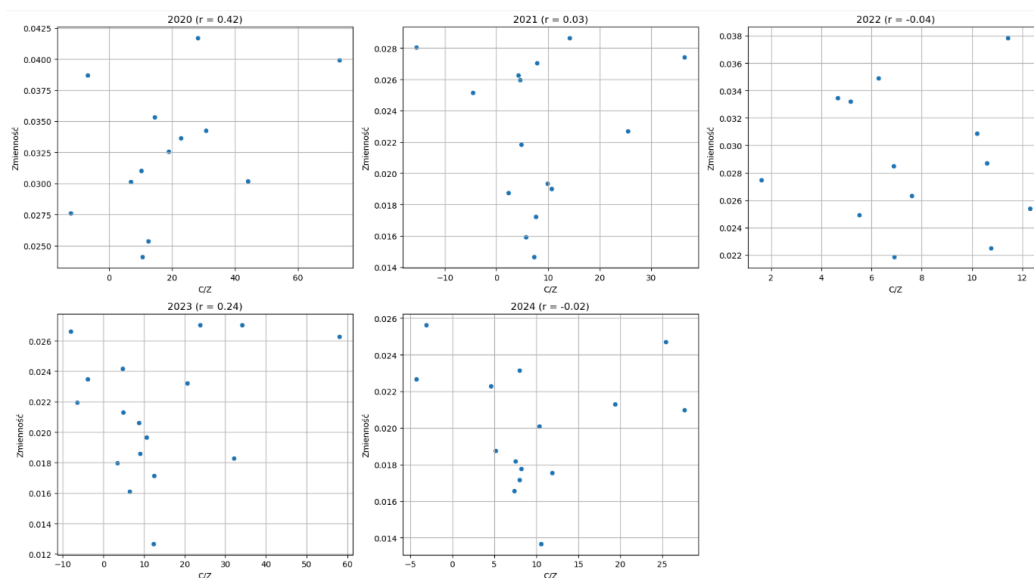 2020 (r = 0.42)
Zmienność
0.0425
0.0400
0.0375
0.0350
0.0325
0.0300
0.0275
0.0250
0 20 40 60
C/Z
2021 (r = 0.03)
Zmienność
0.028
0.026
0.024
0.022
0.020
0.018
0.016
0.014
−10 0 10 20 30
C/Z
2022 (r = -0.04)
Zmienność
0.038
0.036
0.034
0.032
0.030
0.028
0.026
0.024
0.022
2 4 6 8 10 12
C/Z
2023 (r = 0.24)
Zmienność
0.026
0.024
0.022
0.020
0.018
0.016
0.014
0.012
−10 0 10 20 30 40 50 60
C/Z
2024 (r = -0.02)
Zmienność
0.026
0.024
0.022
0.020
0.018
0.016
0.014
−5 0 5 10 15 20 25
C/Z